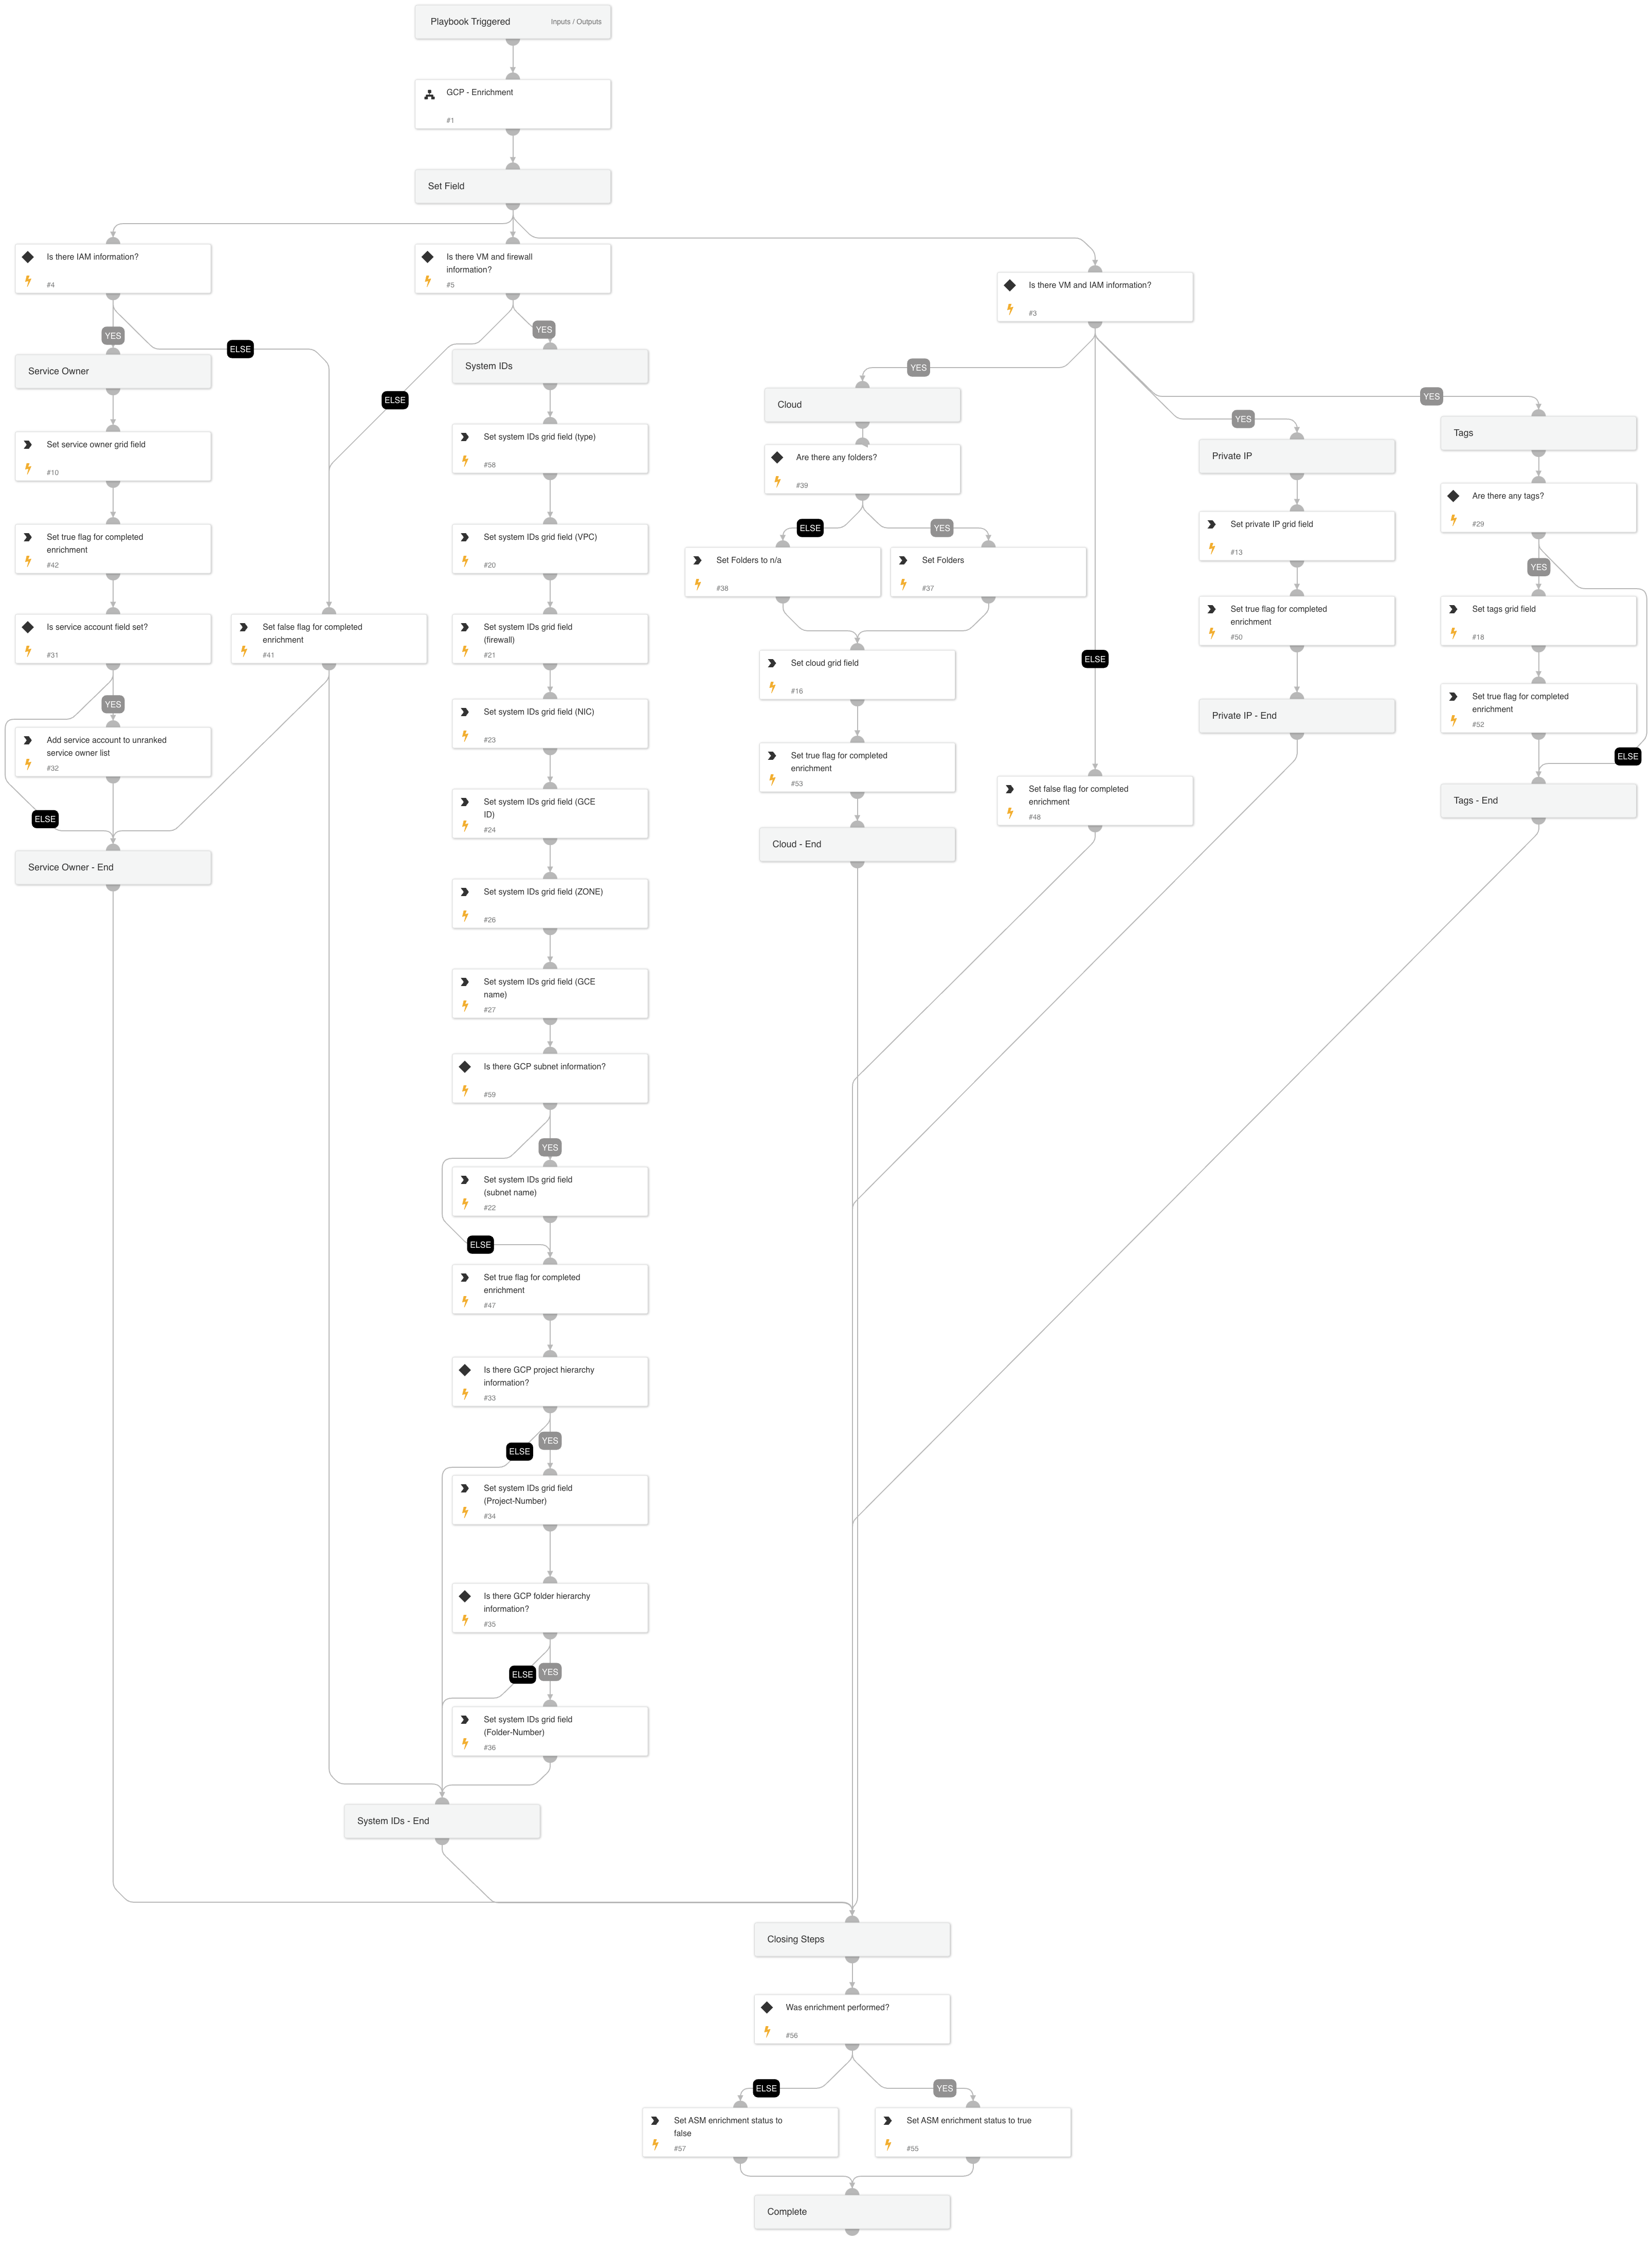 Playbook Triggered
Inputs / Outputs
GCP - Enrichment
#1
Set Field
Is there IAM information?
#4
Is there VM and firewall
information?
#5
Is there VM and IAM information?
#3
YES
ELSE
Service Owner
Set service owner grid field
#10
Set true flag for completed
enrichment
#42
Is service account field set?
#31
YES
Add service account to unranked
service owner list
#32
ELSE
Service Owner - End
Set false flag for completed
enrichment
#41
YES
ELSE
System IDs
Set system IDs grid field (type)
#58
Set system IDs grid field (VPC)
#20
Set system IDs grid field
(firewall)
#21
Set system IDs grid field (NIC)
#23
Set system IDs grid field (GCE
ID)
#24
Set system IDs grid field (ZONE)
#26
Set system IDs grid field (GCE
name)
#27
Is there GCP subnet information?
#59
YES
Set system IDs grid field
(subnet name)
#22
ELSE
Set true flag for completed
enrichment
#47
Is there GCP project hierarchy
information?
#33
ELSE
YES
Set system IDs grid field
(Project-Number)
#34
Is there GCP folder hierarchy
information?
#35
ELSE
YES
Set system IDs grid field
(Folder-Number)
#36
System IDs - End
YES
Cloud
Are there any folders?
#39
ELSE
YES
Set Folders to n/a
#38
Set Folders
#37
Set cloud grid field
#16
Set true flag for completed
enrichment
#53
Cloud - End
ELSE
Set false flag for completed
enrichment
#48
YES
Private IP
Set private IP grid field
#13
Set true flag for completed
enrichment
#50
Private IP - End
YES
Tags
Are there any tags?
#29
YES
Set tags grid field
#18
Set true flag for completed
enrichment
#52
ELSE
Tags - End
Closing Steps
Was enrichment performed?
#56
ELSE
YES
Set ASM enrichment status to
false
#57
Set ASM enrichment status to true
#55
Complete